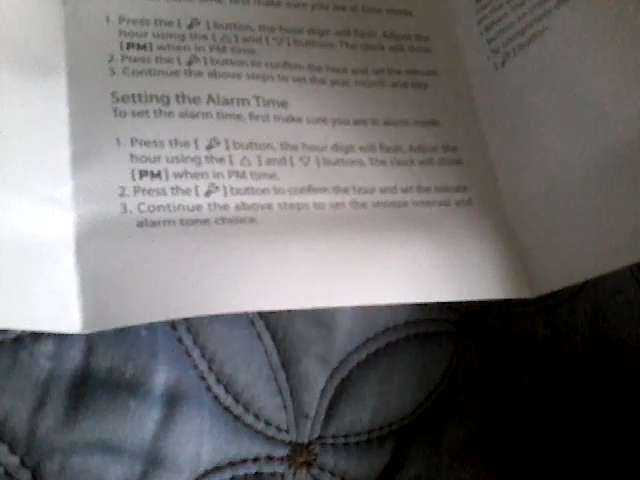 1. Press the [ 🔧 ] button, the hour digit will flash. Adjust the
hour using the [ △ ] and [ ▽ ] buttons. The clock will show
[PM] when in PM time.
2. Press the [ 🔧 ] button to confirm the hour and set the minute.
3. Continue the above steps to set the year, month and day.
Setting the Alarm Time
To set the alarm time, first make sure you are in alarm mode.
1. Press the [ 🔧 ] button, the hour digit will flash. Adjust the
hour using the [ △ ] and [ ▽ ] buttons. The clock will show
[PM] when in PM time.
2. Press the [ 🔧 ] button to confirm the hour and set the minute.
3. Continue the above steps to set the snooze interval and
alarm tone choice.
[ 🔧 ] button.